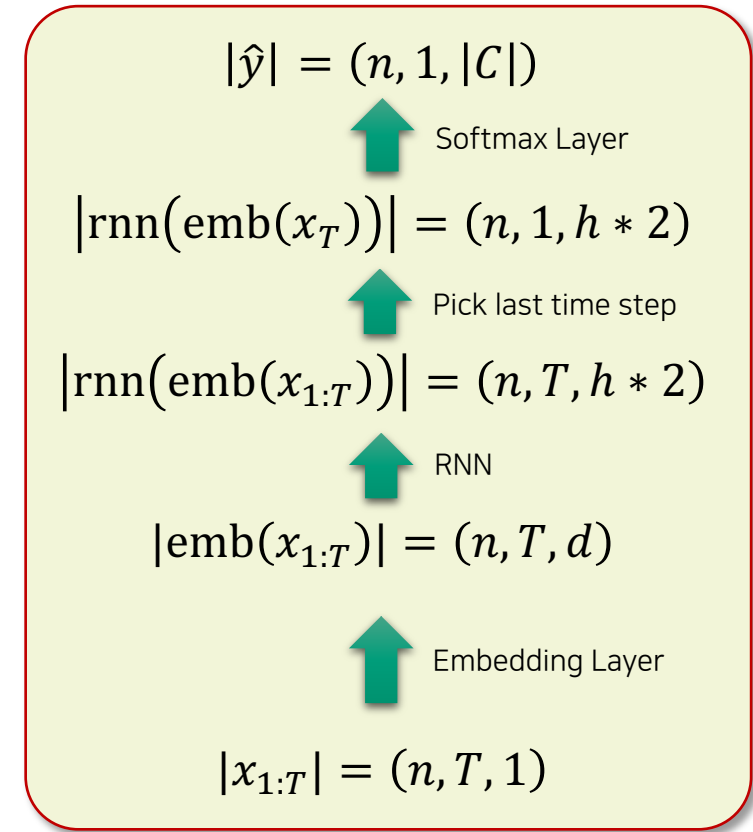 |ŷ| = (n, 1, |C|)
Softmax Layer
|rnn(emb(x_T))| = (n, 1, h * 2)
Pick last time step
|rnn(emb(x_{1:T}))| = (n, T, h * 2)
RNN
|emb(x_{1:T})| = (n, T, d)
Embedding Layer
|x_{1:T}| = (n, T, 1)